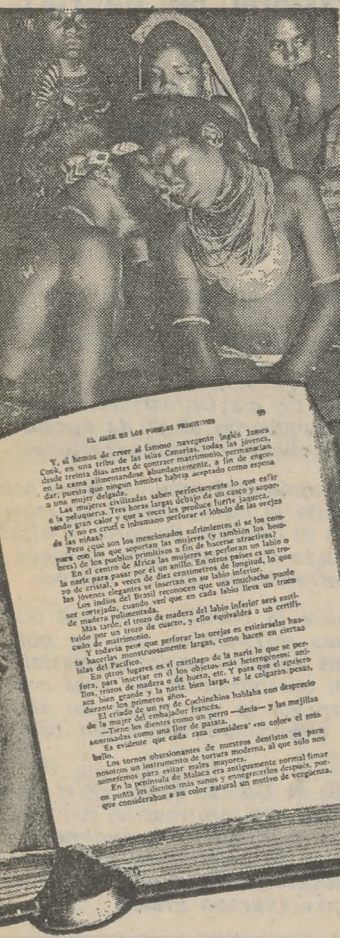 EL AMOR EN LOS PUEBLOS PRIMITIVOS 99
Y, si hemos de creer al famoso navegante inglés James
Cook, en una tribu de las islas Canarias, todas las jóvenes,
desde treinta días antes de contraer matrimonio, permanecían
en la cama alimentándose abundantemente, a fin de engor-
dar, puesto que ningún hombre habría aceptado como esposa
a una mujer delgada.
Las mujeres civilizadas saben perfectamente lo que es ir
a la peluquería. Tres horas largas debajo de un casco y sopor-
tando gran calor y que a veces les produce fuerte jaqueca.
¿Y no es cruel e inhumano perforar el lóbulo de las orejas
de las niñas?
Pero ¿qué son los mencionados sufrimientos si se los com-
para con los que soportan las mujeres (y también los hom-
bres) de los pueblos primitivos a fin de hacerse atractivas?
En el centro de Africa las mujeres se perforan un labio o
la nariz para pasar por él un anillo. En otros países es un tro-
zo de cristal, a veces de diez centímetros de longitud, lo que
las jóvenes elegantes se insertan en su labio inferior.
Los indios del Brasil reconocen que una muchacha puede
ser cortejada, cuando ven que en cada labio lleva un troco
de madera pulimentada.
Más tarde, el trozo de madera del labio inferior será susti-
tuido por un trozo de cuarzo, y ello equivaldrá a un certifi-
cado de matrimonio.
Y todavía peor que perforar las orejas es estirárselas has-
ta hacerlas monstruosamente largas, como hacen en ciertas
islas del Pacífico.
En otros lugares es el cartílago de la nariz lo que se per-
fora, para insertar en él los objetos más heterogéneos: ani-
llos, trozos de madera o de hueso, etc. Y para que el agujero
sea bien grande y la nariz bien larga, se le colgarán pesas,
durante los primeros años.
El criado de un rey de Cochinchina hablaba con desprecio
de la mujer del embajador francés.
—Tiene los dientes como un perro —decía— y las mejillas
sonrosadas como una flor de patata.
Es evidente que cada raza considera «su color» el más
bello.
Los tornos obsesionantes de nuestros dentistas es para
nosotros un instrumento de tortura moderno, al que sólo nos
sometemos para evitar males mayores.
En la península de Malaca era antiguamente normal limar
en punta los dientes más sanos y ennegrecerlos después, por-
que consideraban a su color natural un motivo de vergüenza.